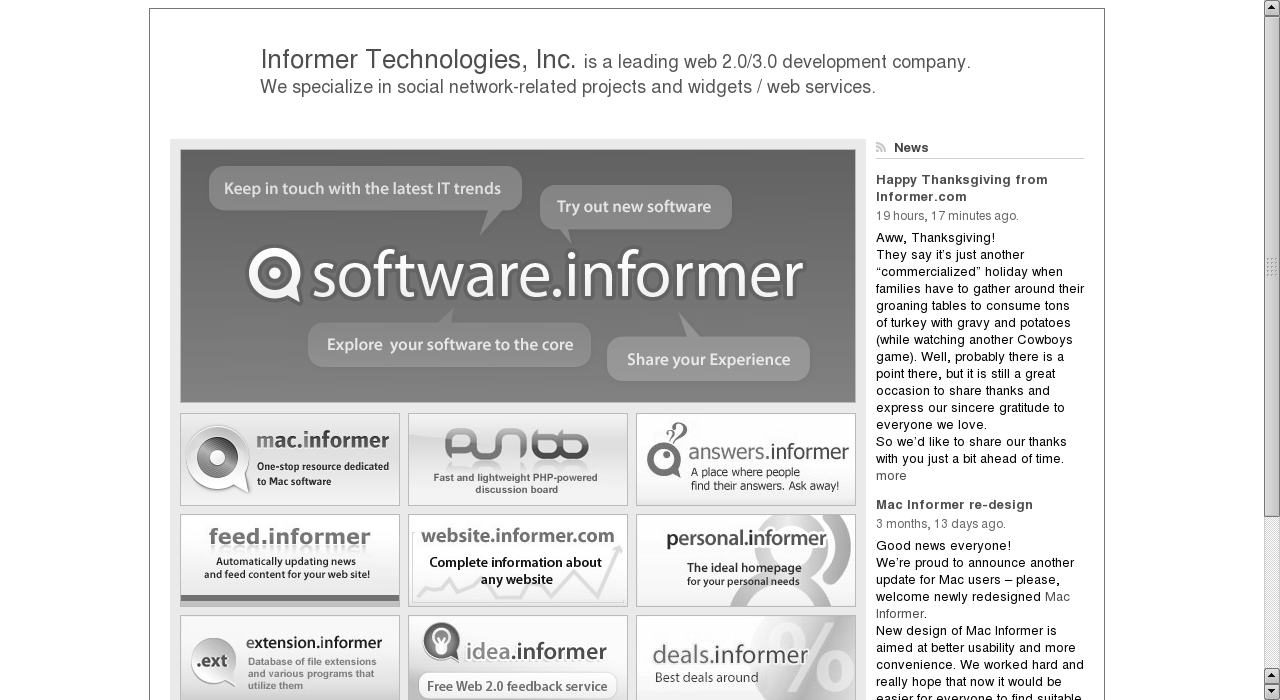 Informer Technologies, Inc. is a leading web 2.0/3.0 development company.
We specialize in social network-related projects and widgets / web services.
Keep in touch with the latest IT trends
Try out new software
software.informer
Explore your software to the core
Share your Experience
mac.informer
One-stop resource dedicated
to Mac software
PUN BB
Fast and lightweight PHP-powered
discussion board
answers.informer
A place where people
find their answers. Ask away!
feed.informer
Automatically updating news
and feed content for your web site!
website.informer.com
Complete information about
any website
personal.informer
The ideal homepage
for your personal needs
.ext
extension.informer
Database of file extensions
and various programs that
utilize them
idea.informer
Free Web 2.0 feedback service
%
deals.informer
Best deals around
News
Happy Thanksgiving from
Informer.com
19 hours, 17 minutes ago.
Aww, Thanksgiving!
They say it’s just another
“commercialized” holiday when
families have to gather around their
groaning tables to consume tons
of turkey with gravy and potatoes
(while watching another Cowboys
game). Well, probably there is a
point there, but it is still a great
occasion to share thanks and
express our sincere gratitude to
everyone we love.
So we’d like to share our thanks
with you just a bit ahead of time.
more
Mac Informer re-design
3 months, 13 days ago.
Good news everyone!
We’re proud to announce another
update for Mac users – please,
welcome newly redesigned Mac
Informer.
New design of Mac Informer is
aimed at better usability and more
convenience. We worked hard and
really hope that now it would be
easier for everyone to find suitable